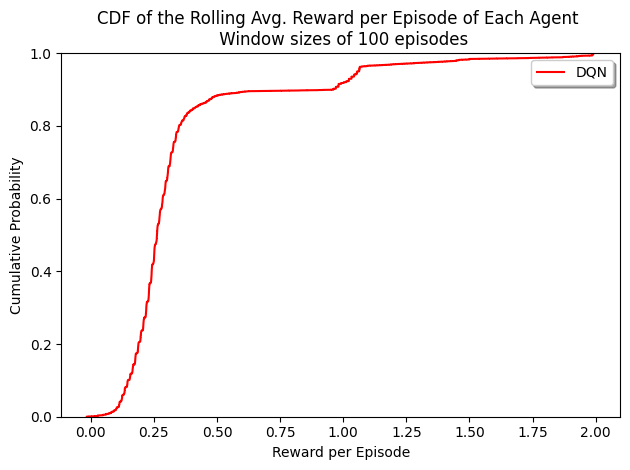 CDF of the Rolling Avg. Reward per Episode of Each Agent
Window sizes of 100 episodes
DQN
Cumulative Probability
1.0
0.8
0.6
0.4
0.2
0.0
0.00 0.25 0.50 0.75 1.00 1.25 1.50 1.75 2.00
Reward per Episode